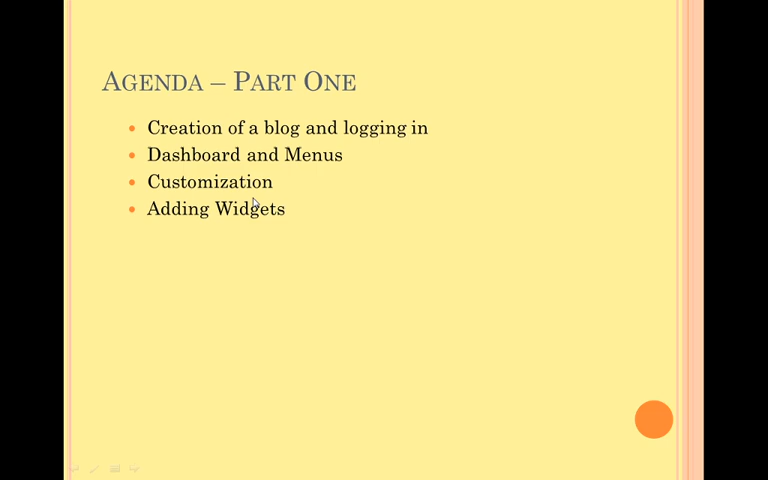 Agenda – Part One
Creation of a blog and logging in
Dashboard and Menus
Customization
Adding Widgets